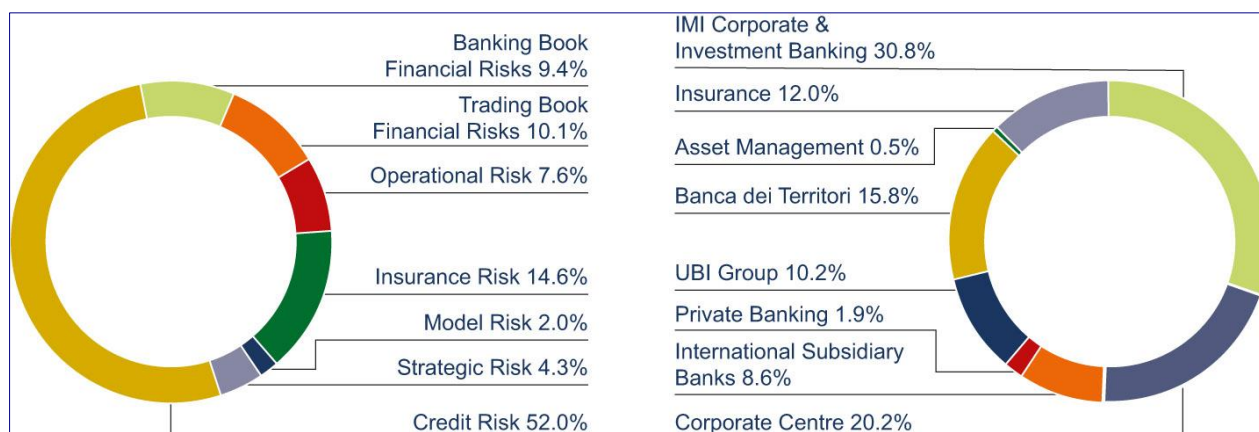 Banking Book
Financial Risks 9.4%
Trading Book
Financial Risks 10.1%
Operational Risk 7.6%
Insurance Risk 14.6%
Model Risk 2.0%
Strategic Risk 4.3%
Credit Risk 52.0%
IMI Corporate &
Investment Banking 30.8%
Insurance 12.0%
Asset Management 0.5%
Banca dei Territori 15.8%
UBI Group 10.2%
Private Banking 1.9%
International Subsidiary
Banks 8.6%
Corporate Centre 20.2%